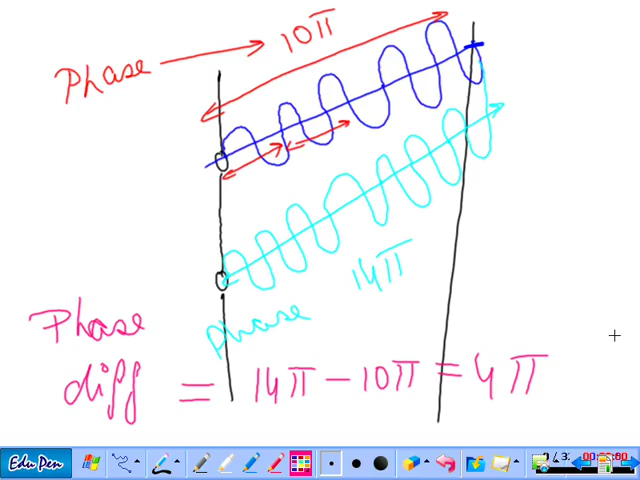 Phase
10π
14π
Phase
Phase
diff = 14π - 10π = 4π
Edu Pen